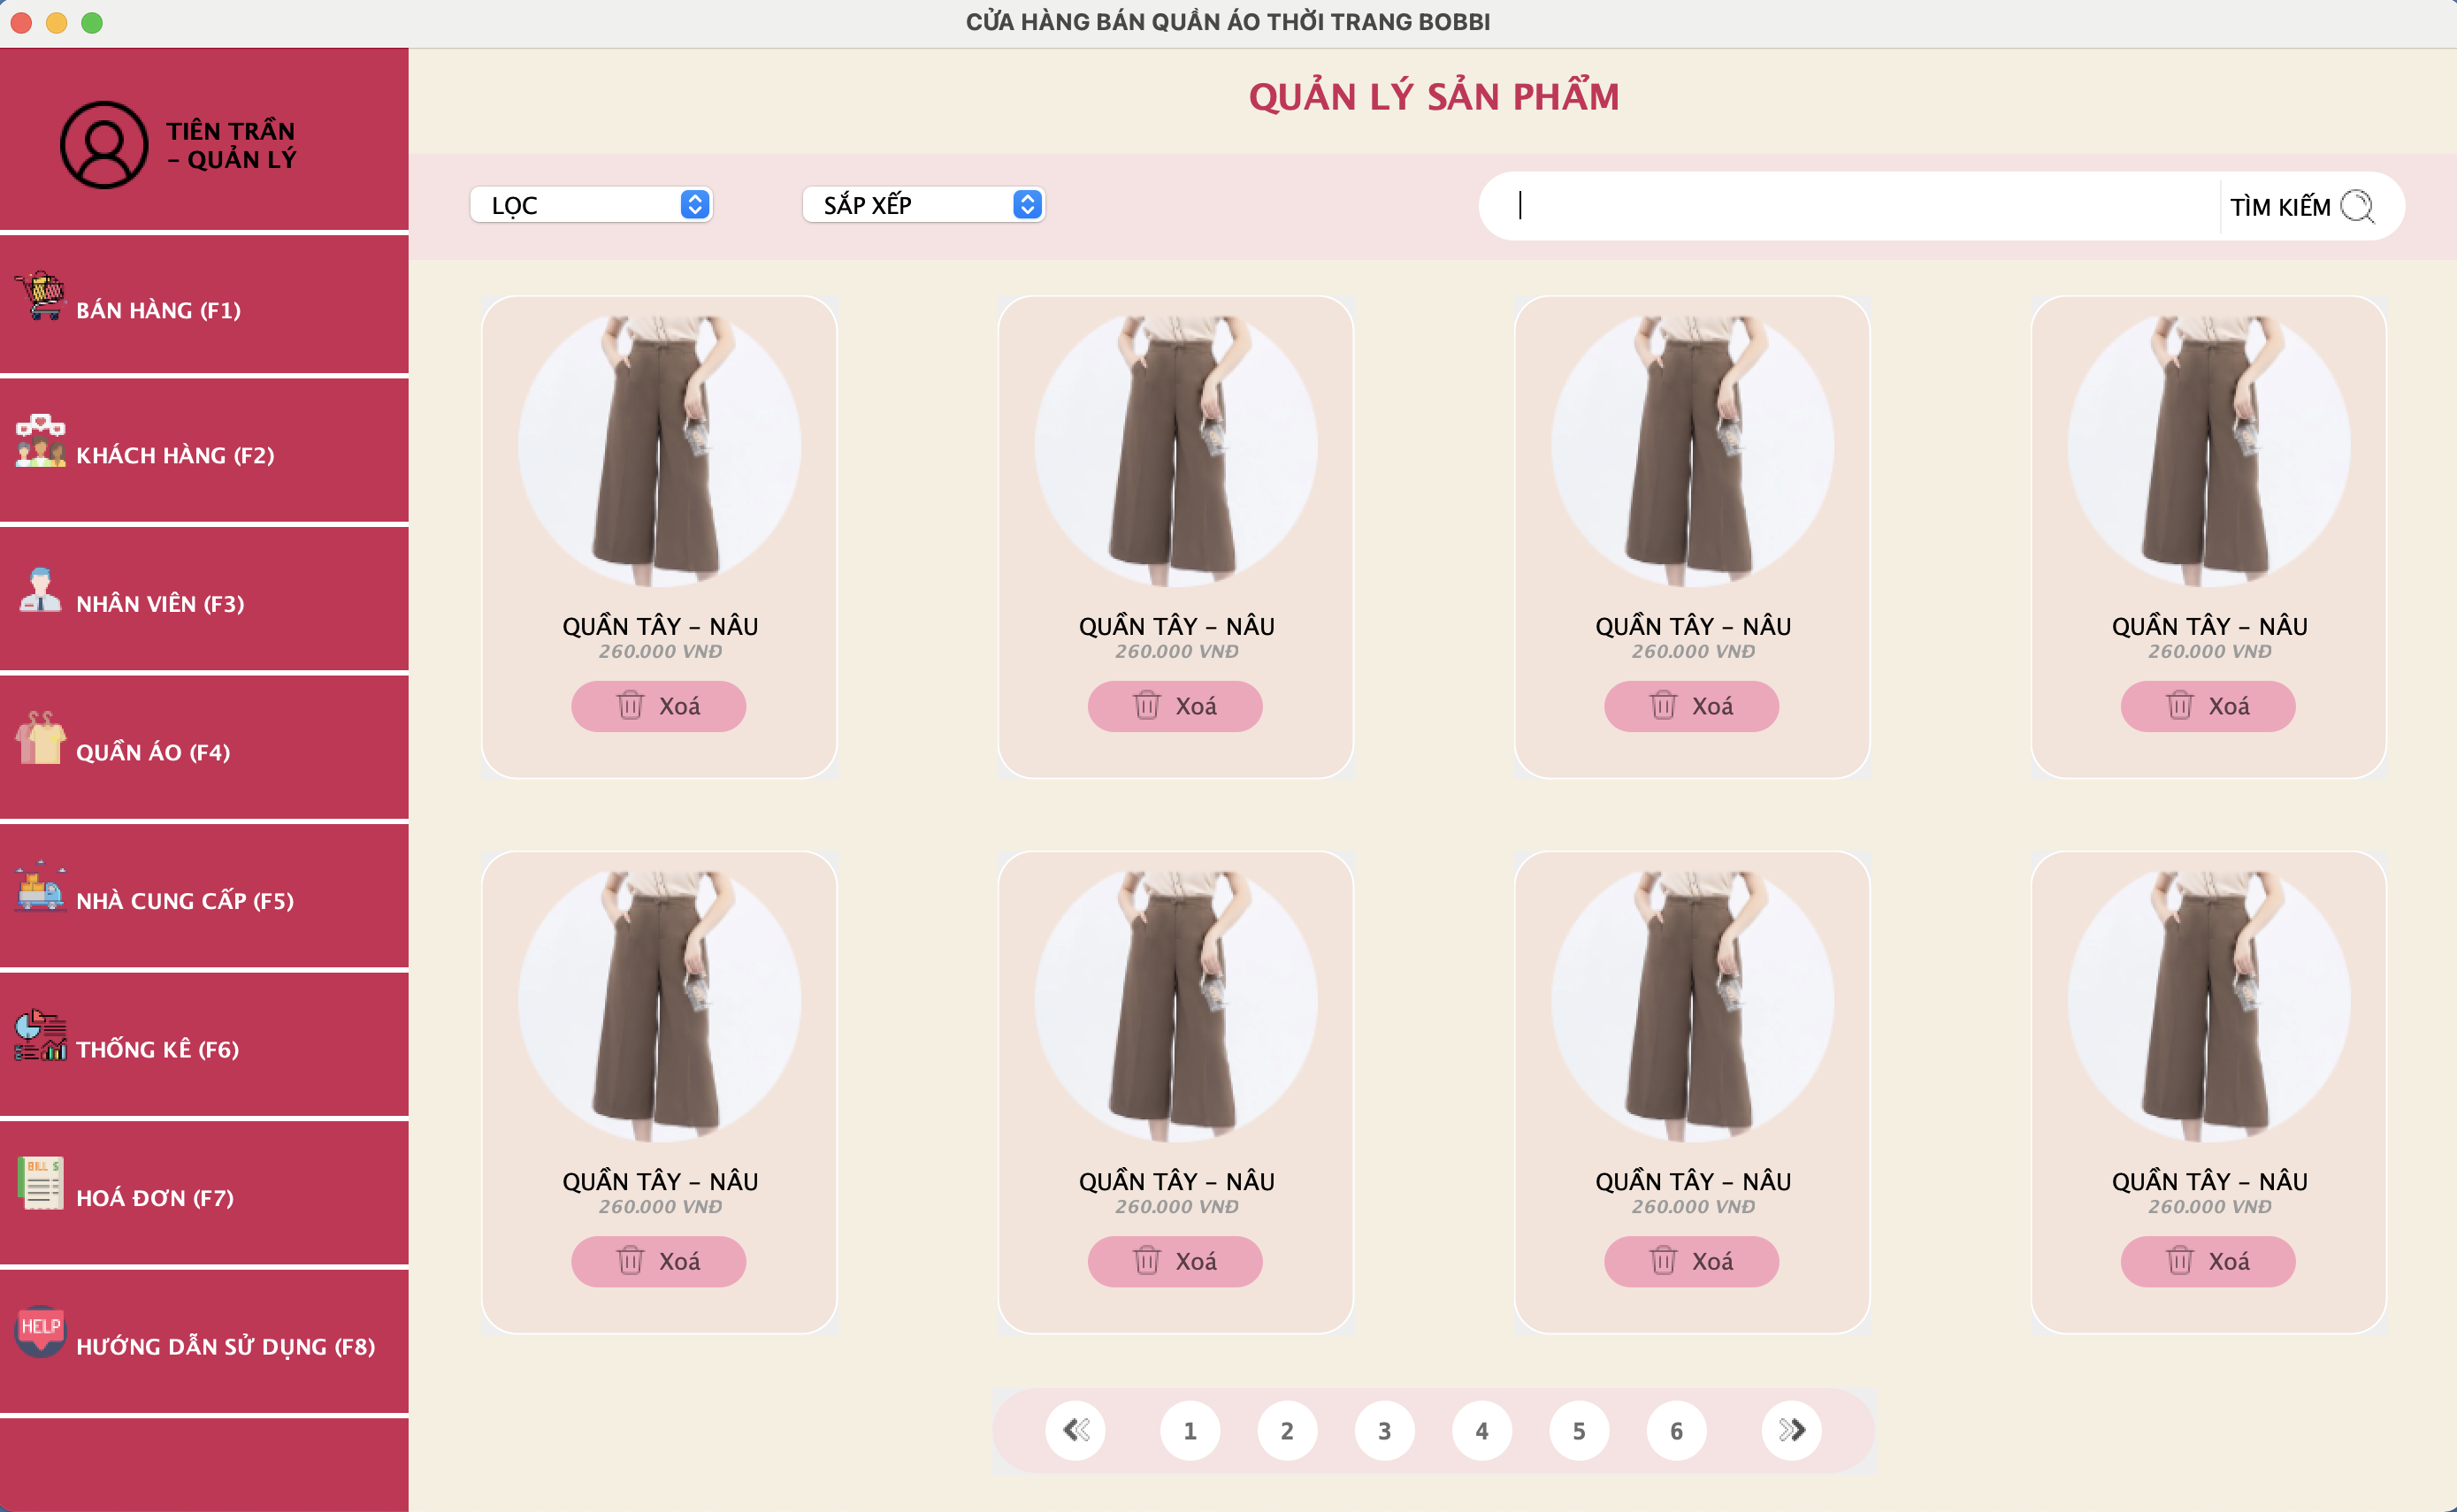 CỬA HÀNG BÁN QUẦN ÁO THỜI TRANG BOBBI
TIÊN TRẦN
– QUẢN LÝ
BÁN HÀNG (F1)
KHÁCH HÀNG (F2)
NHÂN VIÊN (F3)
QUẦN ÁO (F4)
NHÀ CUNG CẤP (F5)
THỐNG KÊ (F6)
BILL $
HOÁ ĐƠN (F7)
HELP
HƯỚNG DẪN SỬ DỤNG (F8)
QUẢN LÝ SẢN PHẨM
LỌC
SẮP XẾP
TÌM KIẾM
QUẦN TÂY – NÂU
260.000 VNĐ
Xoá
QUẦN TÂY – NÂU
260.000 VNĐ
Xoá
QUẦN TÂY – NÂU
260.000 VNĐ
Xoá
QUẦN TÂY – NÂU
260.000 VNĐ
Xoá
QUẦN TÂY – NÂU
260.000 VNĐ
Xoá
QUẦN TÂY – NÂU
260.000 VNĐ
Xoá
QUẦN TÂY – NÂU
260.000 VNĐ
Xoá
QUẦN TÂY – NÂU
260.000 VNĐ
Xoá
1 2 3 4 5 6